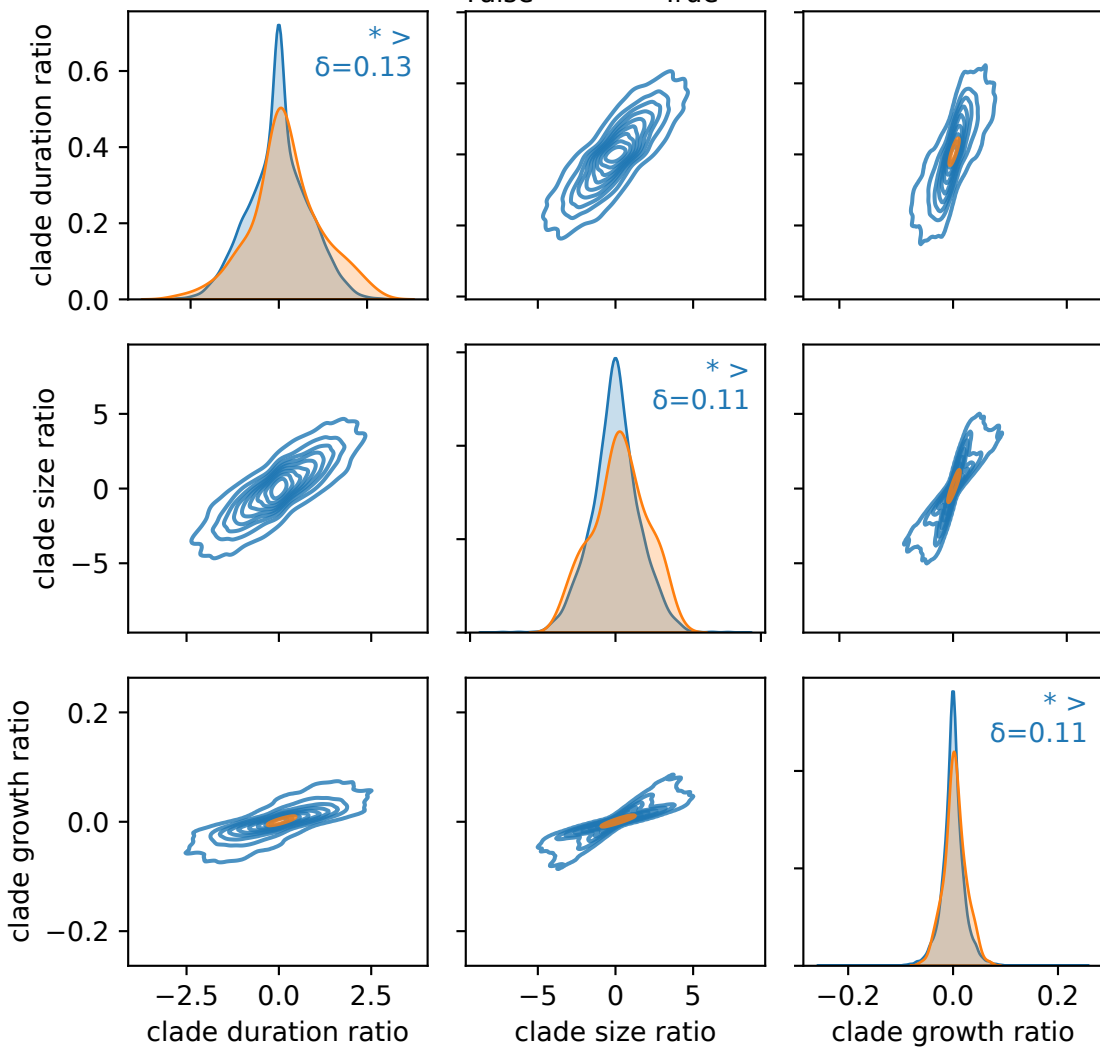 False True
clade duration ratio
0.6
0.4
0.2
0.0
* >
δ=0.13
clade size ratio
5
0
−5
* >
δ=0.11
clade growth ratio
0.2
0.0
−0.2
* >
δ=0.11
−2.5 0.0 2.5
−5 0 5
−0.2 0.0 0.2
clade duration ratio
clade size ratio
clade growth ratio